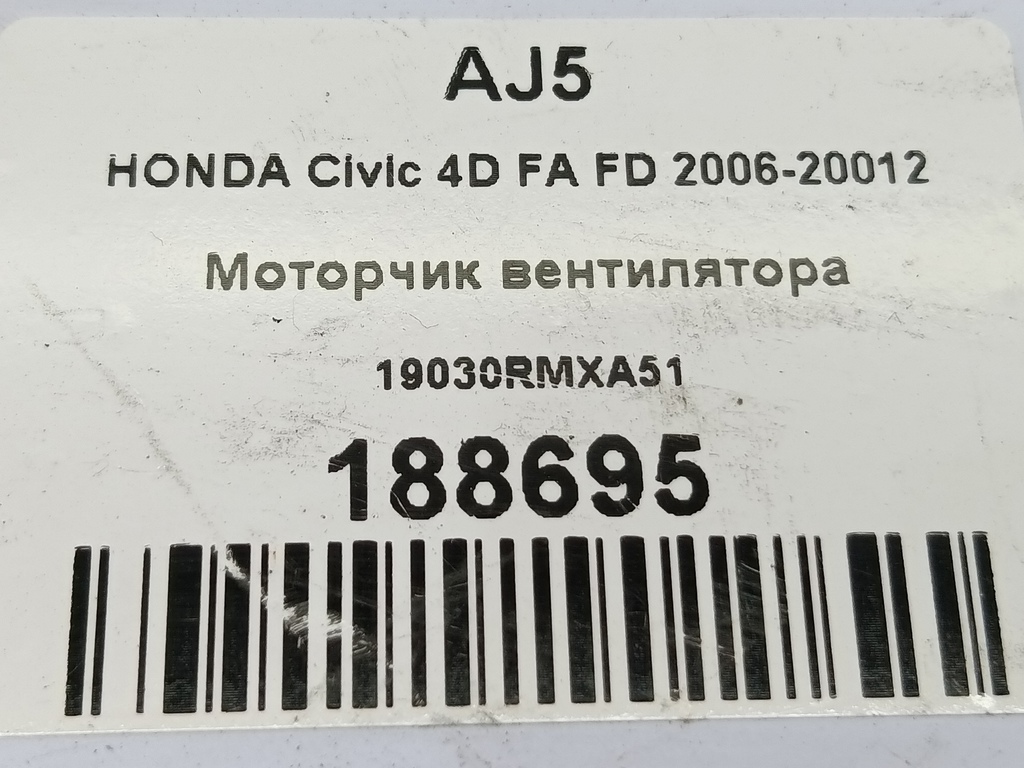 AJ5
HONDA Civic 4D FA FD 2006-20012
Моторчик вентилятора
19030RMXA51
188695